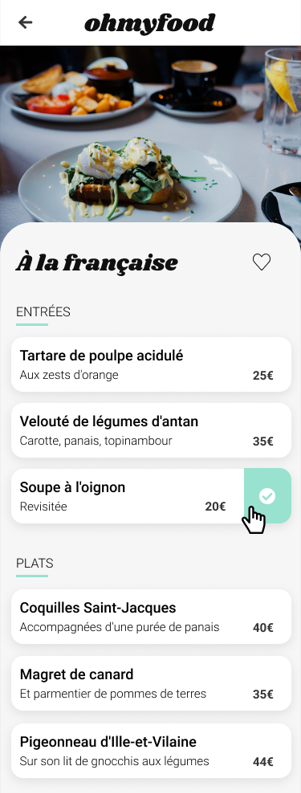 ohmyfood
À la française
ENTRÉES
Tartare de poulpe acidulé
Aux zests d'orange 25€
Velouté de légumes d'antan
Carotte, panais, topinambour 35€
Soupe à l'oignon
Revisitée 20€
PLATS
Coquilles Saint-Jacques
Accompagnées d'une purée de panais 40€
Magret de canard
Et parmentier de pommes de terres 35€
Pigeonneau d'Ille-et-Vilaine
Sur son lit de gnocchis aux légumes 44€